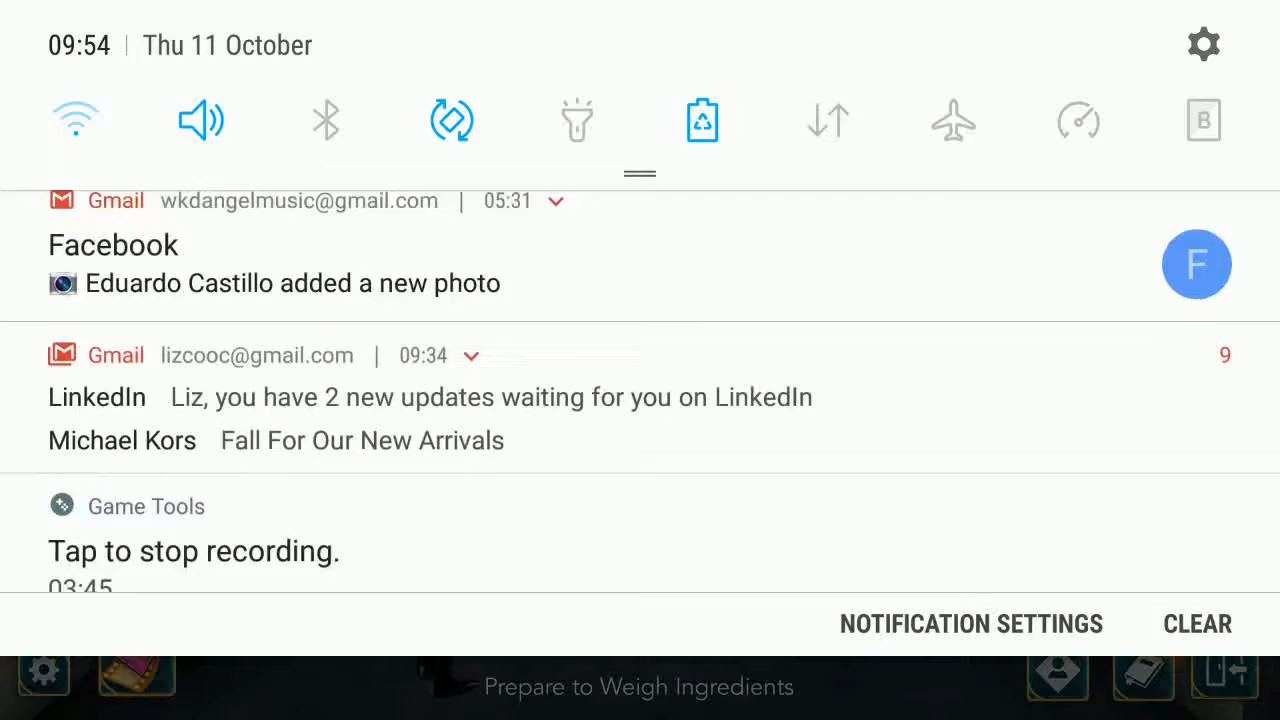 09:54 | Thu 11 October
B
Gmail wkdangelmusic@gmail.com | 05:31
Facebook
F
Eduardo Castillo added a new photo
Gmail lizcooc@gmail.com | 09:34
9
LinkedIn Liz, you have 2 new updates waiting for you on LinkedIn
Michael Kors Fall For Our New Arrivals
Game Tools
Tap to stop recording.
03:45
NOTIFICATION SETTINGS CLEAR
Prepare to Weigh Ingredients